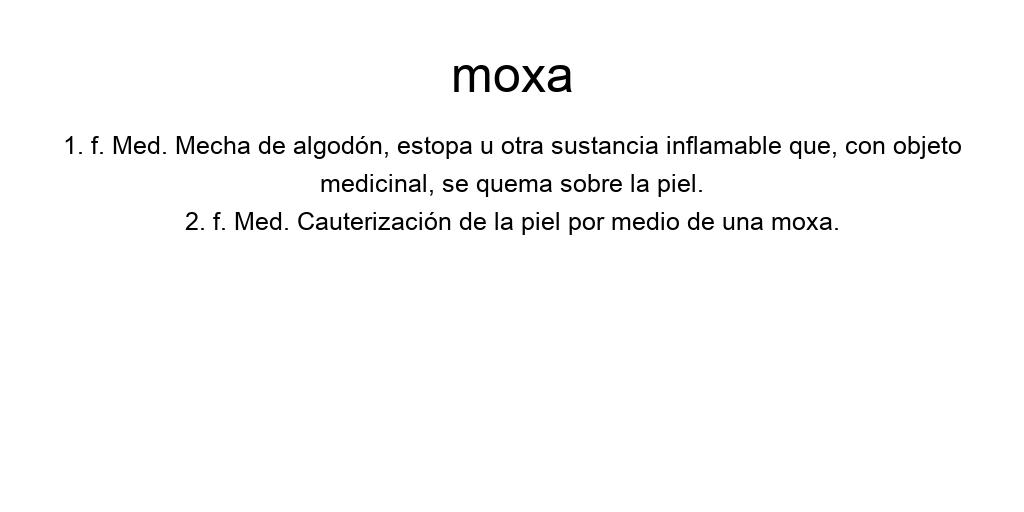 moxa
1. f. Med. Mecha de algodón, estopa u otra sustancia inflamable que, con objeto
medicinal, se quema sobre la piel.
2. f. Med. Cauterización de la piel por medio de una moxa.